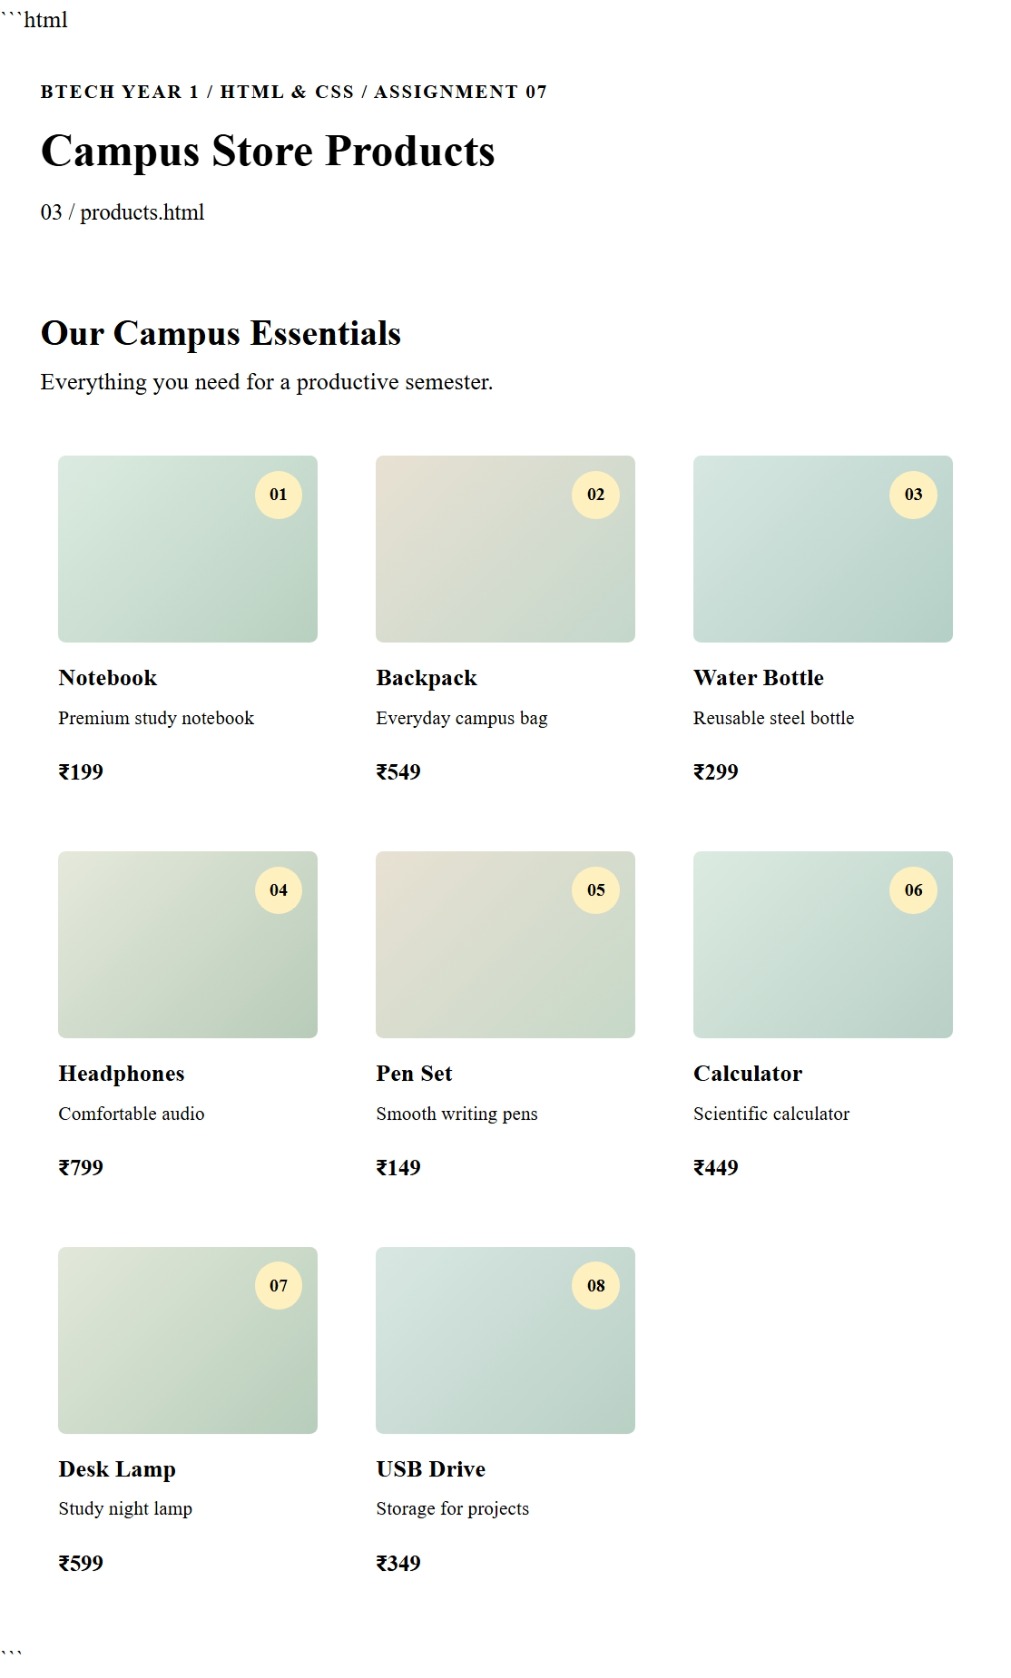 ```html
BTECH YEAR 1 / HTML & CSS / ASSIGNMENT 07
Campus Store Products
03 / products.html
Our Campus Essentials
Everything you need for a productive semester.
01
Notebook
Premium study notebook
₹199
02
Backpack
Everyday campus bag
₹549
03
Water Bottle
Reusable steel bottle
₹299
04
Headphones
Comfortable audio
₹799
05
Pen Set
Smooth writing pens
₹149
06
Calculator
Scientific calculator
₹449
07
Desk Lamp
Study night lamp
₹599
08
USB Drive
Storage for projects
₹349
```